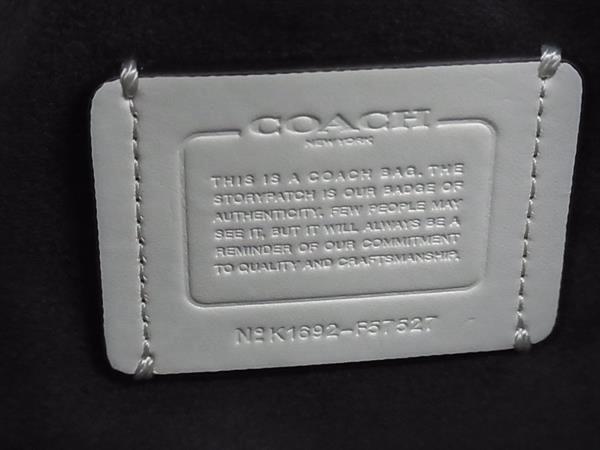 COACH
NEW YORK
THIS IS A COACH BAG. THE
STORYPATCH IS OUR BADGE OF
AUTHENTICITY. FEW PEOPLE MAY
SEE IT, BUT IT WILL ALWAYS BE A
REMINDER OF OUR COMMITMENT
TO QUALITY AND CRAFTSMANSHIP.
Nº K1692-F57527